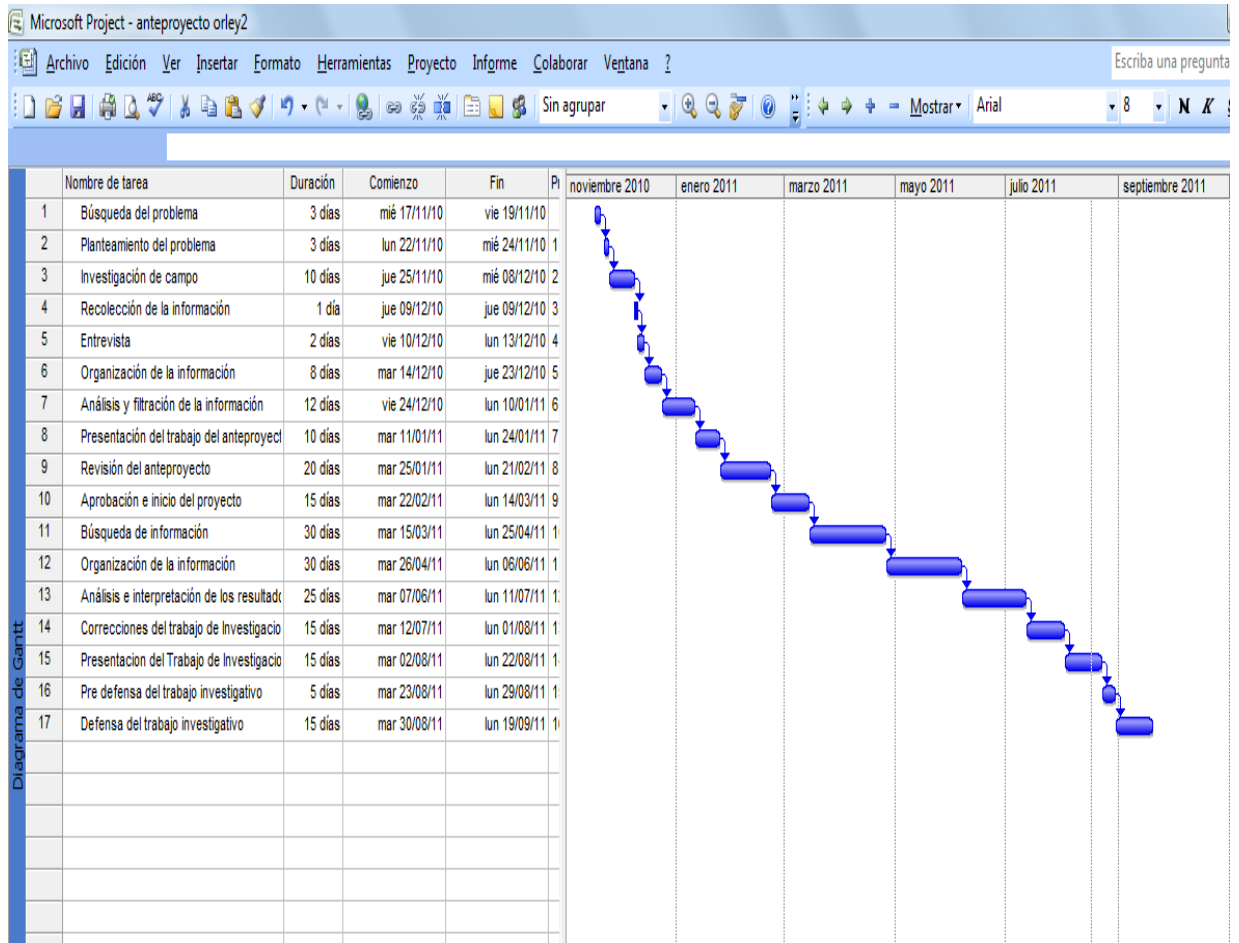 Microsoft Project - anteproyecto orley2
Archivo Edición Ver Insertar Formato Herramientas Proyecto Informe Colaborar Ventana ? Escriba una pregunta
ABC Sin agrupar Mostrar Arial 8 N K
Nombre de tarea Duración Comienzo Fin noviembre 2010 enero 2011 marzo 2011 mayo 2011 julio 2011 septiembre 2011
1 Búsqueda del problema 3 días mié 17/11/10 vie 19/11/10
2 Planteamiento del problema 3 días lun 22/11/10 mié 24/11/10 1
3 Investigación de campo 10 días jue 25/11/10 mié 08/12/10 2
4 Recolección de la información 1 día jue 09/12/10 jue 09/12/10 3
5 Entrevista 2 días vie 10/12/10 lun 13/12/10 4
6 Organización de la información 8 días mar 14/12/10 jue 23/12/10 5
7 Análisis y filtración de la información 12 días vie 24/12/10 lun 10/01/11 6
8 Presentación del trabajo del anteproyect 10 días mar 11/01/11 lun 24/01/11 7
9 Revisión del anteproyecto 20 días mar 25/01/11 lun 21/02/11 8
10 Aprobación e inicio del proyecto 15 días mar 22/02/11 lun 14/03/11 9
11 Búsqueda de información 30 días mar 15/03/11 lun 25/04/11 1
12 Organización de la información 30 días mar 26/04/11 lun 06/06/11 1
13 Análisis e interpretación de los resultado 25 días mar 07/06/11 lun 11/07/11 1
14 Correcciones del trabajo de Investigacio 15 días mar 12/07/11 lun 01/08/11 1
15 Presentacion del Trabajo de Investigacio 15 días mar 02/08/11 lun 22/08/11 1
16 Pre defensa del trabajo investigativo 5 días mar 23/08/11 lun 29/08/11 1
17 Defensa del trabajo investigativo 15 días mar 30/08/11 lun 19/09/11 1
Diagrama de Gantt